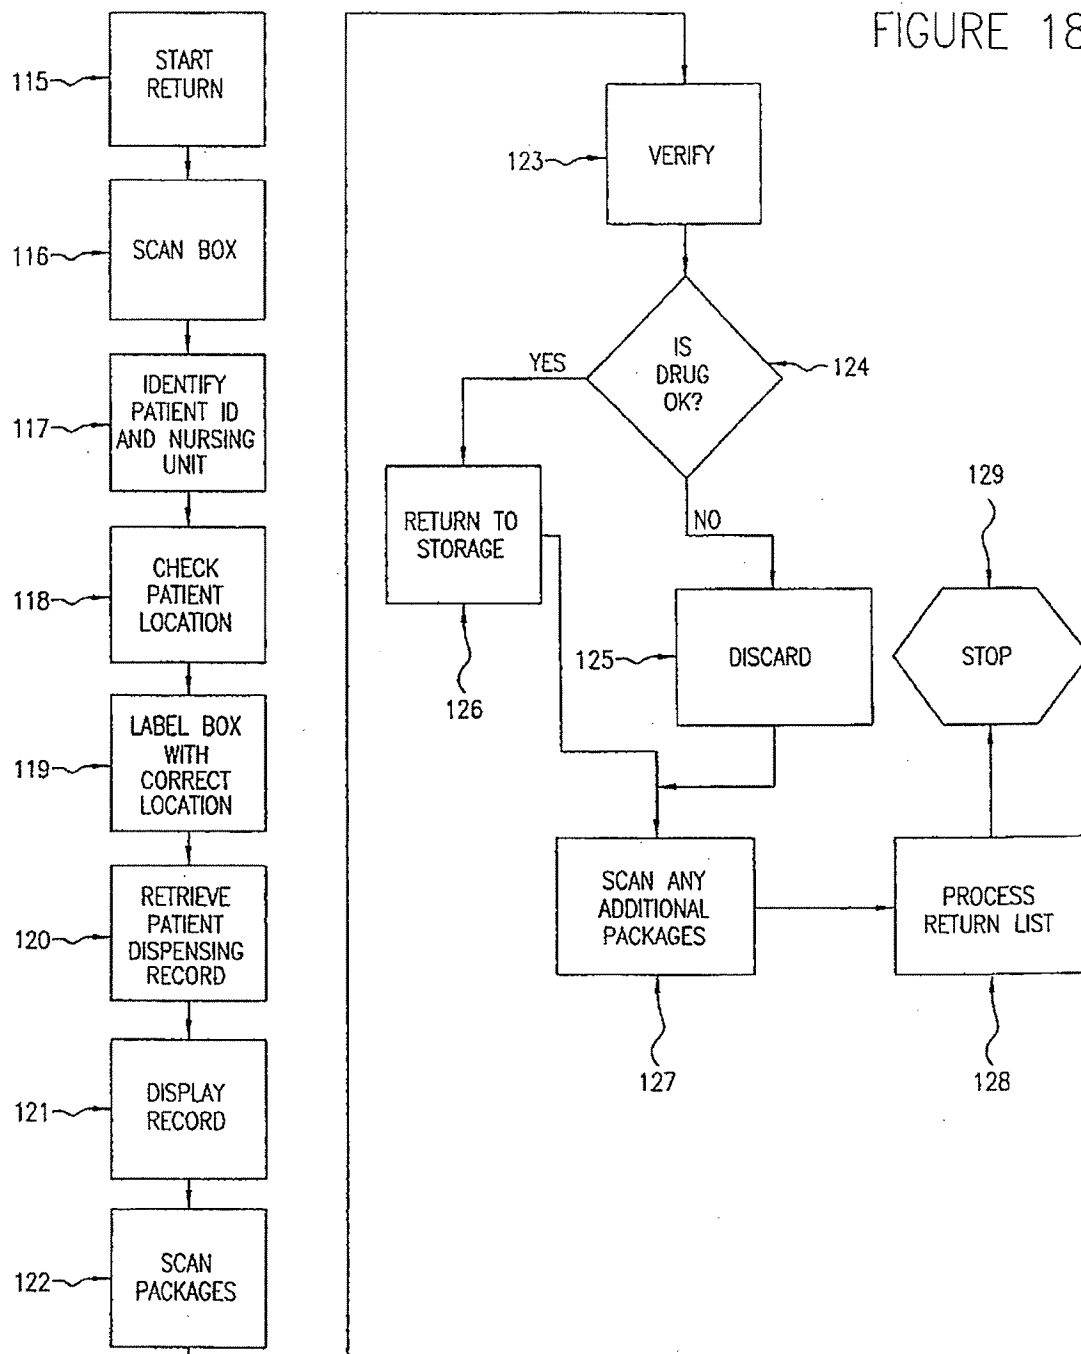 FIGURE 18
115
START
RETURN
116
SCAN BOX
117
IDENTIFY
PATIENT ID
AND NURSING
UNIT
118
CHECK
PATIENT
LOCATION
119
LABEL BOX
WITH
CORRECT
LOCATION
120
RETRIEVE
PATIENT
DISPENSING
RECORD
121
DISPLAY
RECORD
122
SCAN
PACKAGES
123
VERIFY
IS
DRUG
OK?
124
YES
NO
RETURN TO
STORAGE
126
125
DISCARD
129
STOP
SCAN ANY
ADDITIONAL
PACKAGES
127
PROCESS
RETURN LIST
128